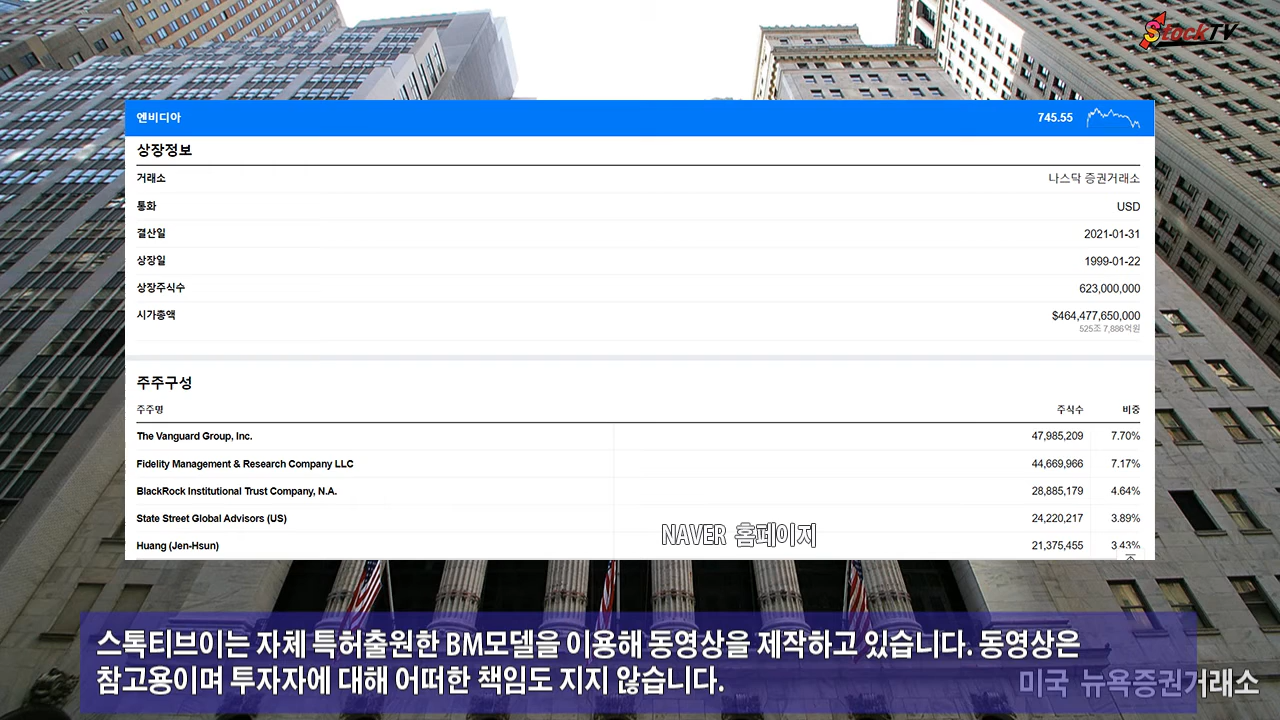 StockTV
엔비디아 745.55
상장정보
거래소 나스닥 증권거래소
통화 USD
결산일 2021-01-31
상장일 1999-01-22
상장주식수 623,000,000
시가총액 $464,477,650,000
525조 7,886억원
주주구성
주주명 주식수 비중
The Vanguard Group, Inc. 47,985,209 7.70%
Fidelity Management & Research Company LLC 44,669,966 7.17%
BlackRock Institutional Trust Company, N.A. 28,885,179 4.64%
State Street Global Advisors (US) 24,220,217 3.89%
Huang (Jen-Hsun) 21,375,455 3.43%
NAVER 홈페이지
스톡티브이는 자체 특허출원한 BM모델을 이용해 동영상을 제작하고 있습니다. 동영상은
참고용이며 투자자에 대해 어떠한 책임도 지지 않습니다.
미국 뉴욕증권거래소